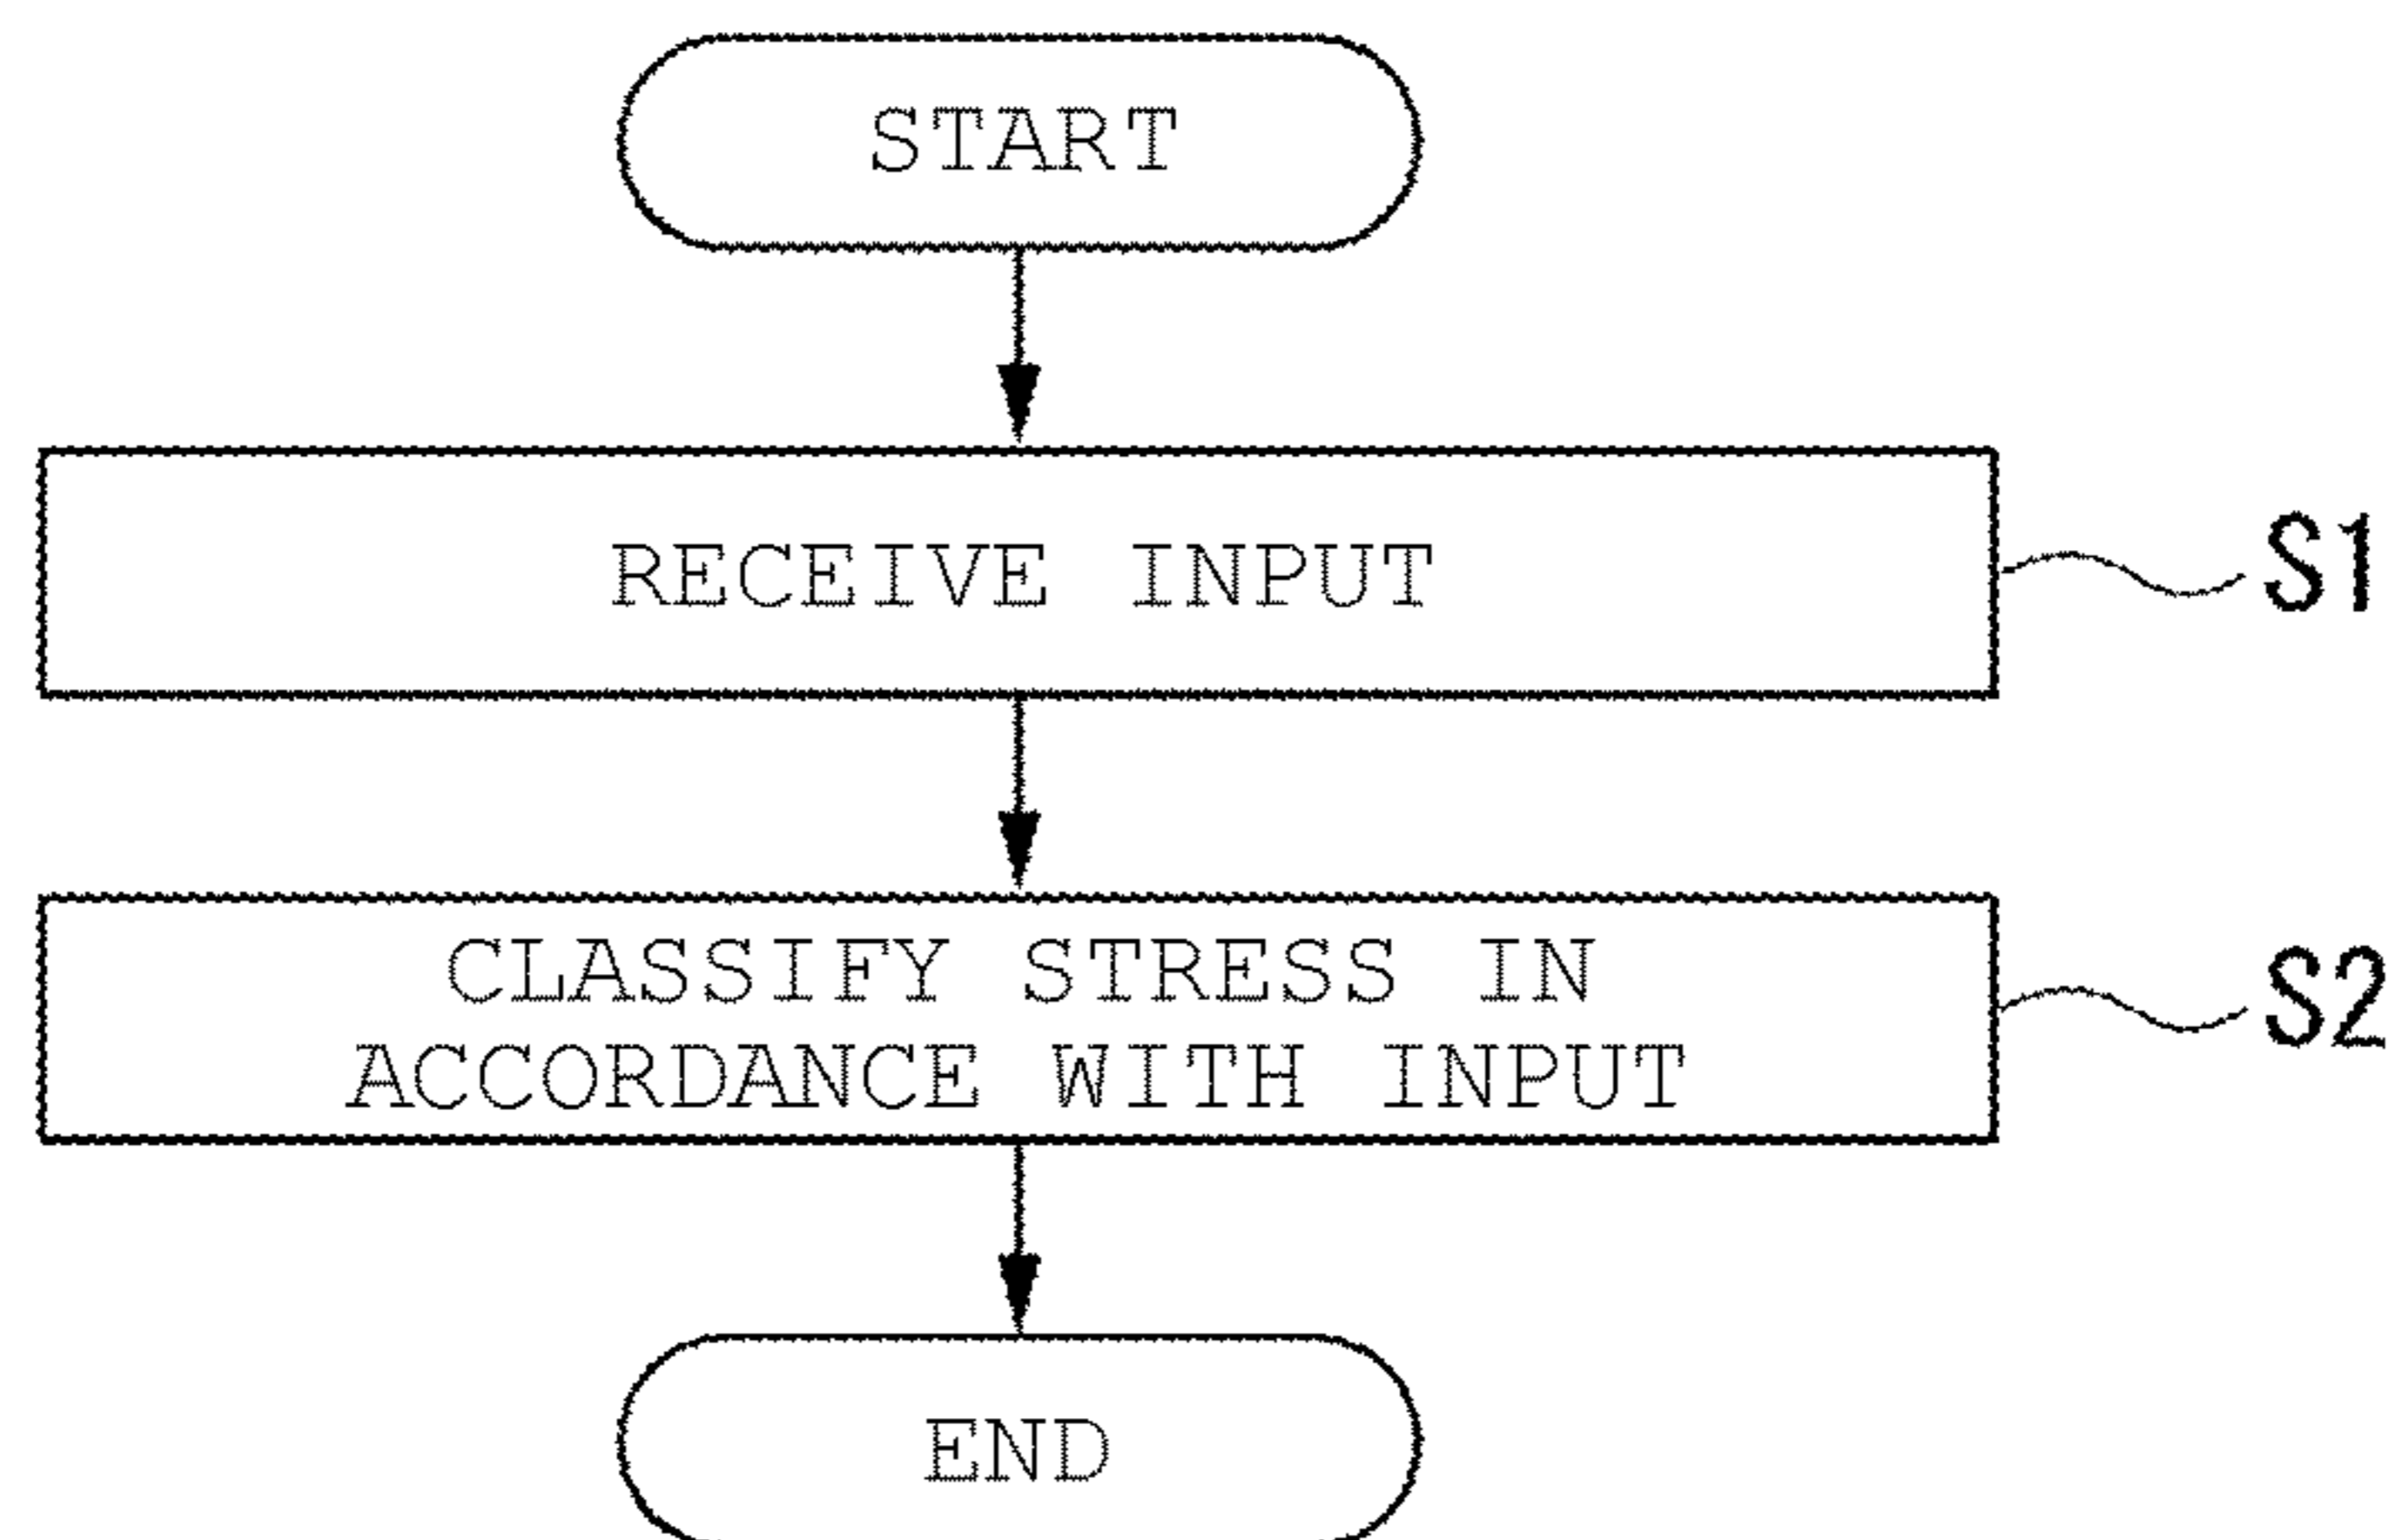 START
RECEIVE INPUT
S1
CLASSIFY STRESS IN
ACCORDANCE WITH INPUT
S2
END